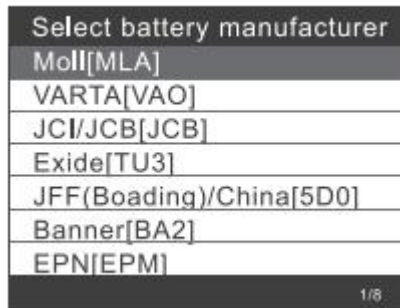 Select battery manufacturer
Moll[MLA]
VARTA[VAO]
JCI/JCB[JCB]
Exide[TU3]
JFF(Boading)/China[5D0]
Banner[BA2]
EPN[EPM]
1/8